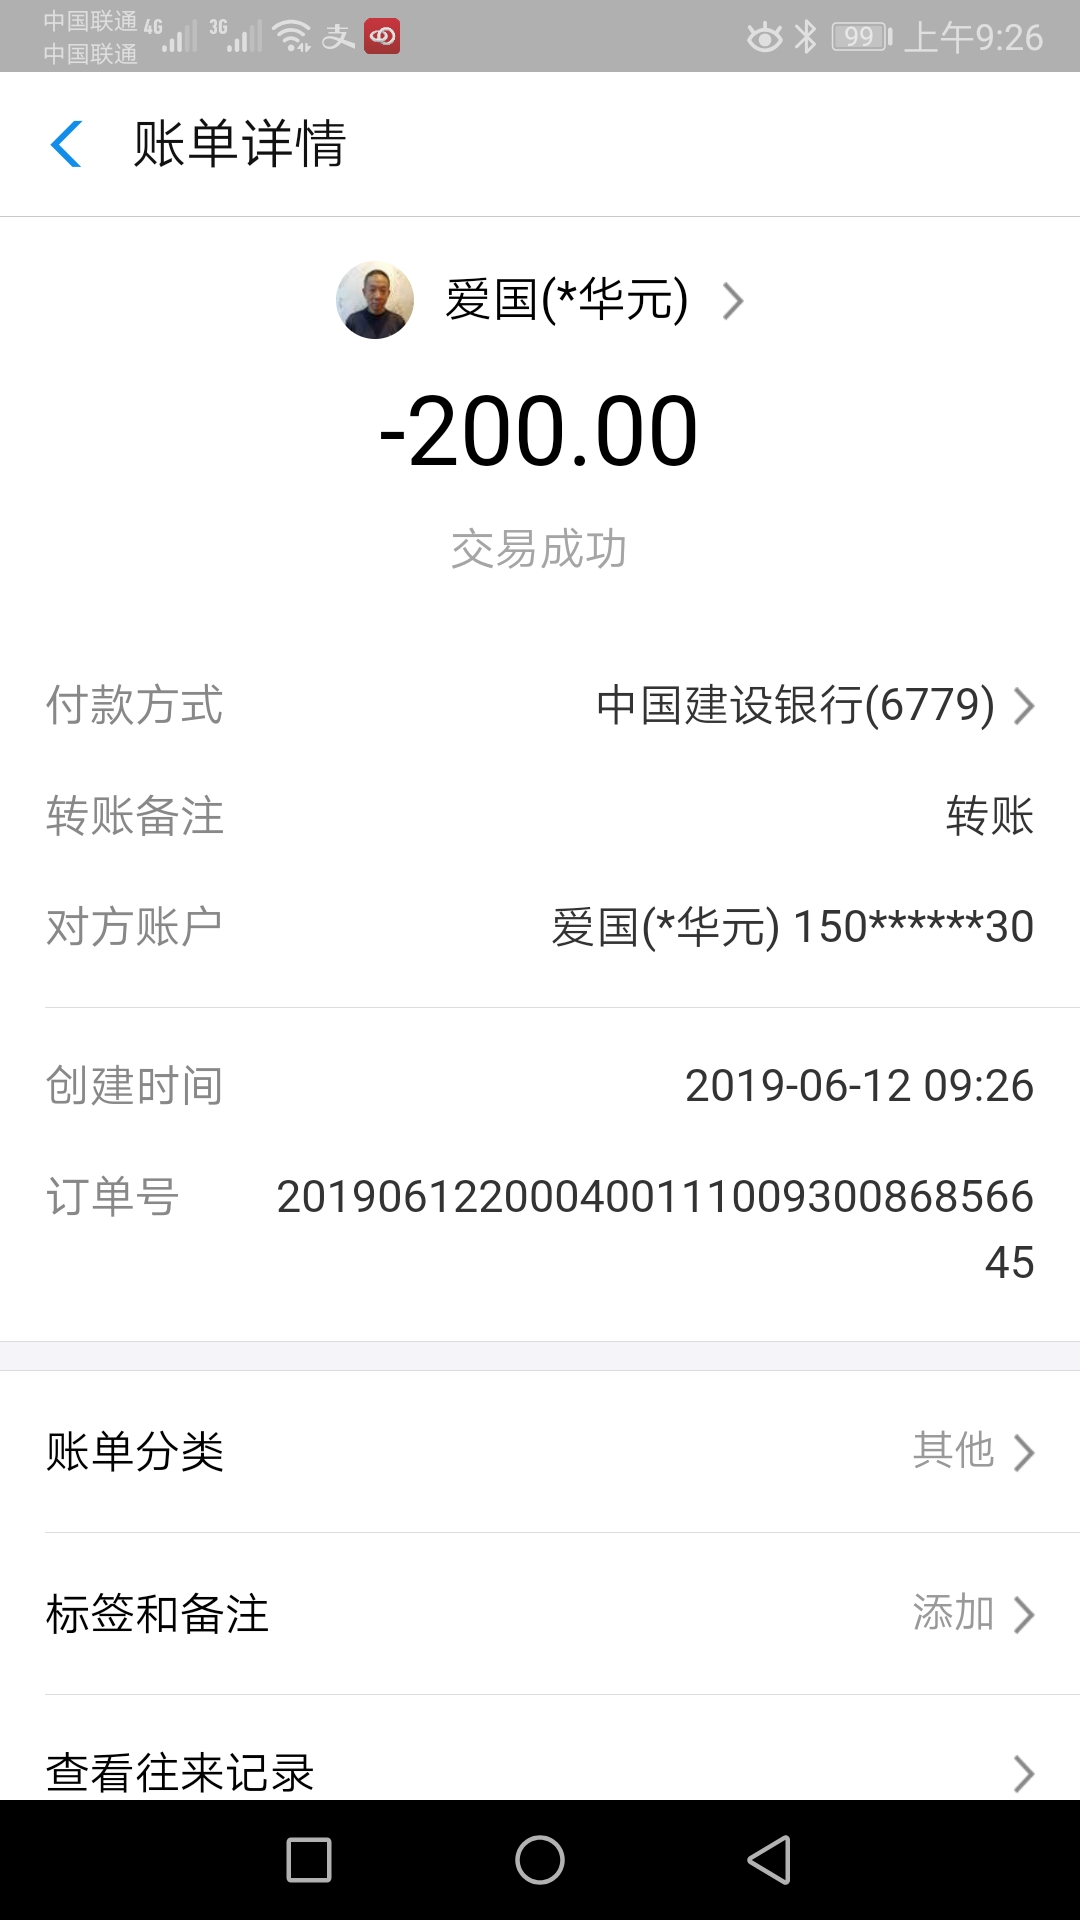 中国联通 4G 3G 支 99 上午9:26
中国联通
账单详情
爱国(*华元)
-200.00
交易成功
付款方式 中国建设银行(6779)
转账备注 转账
对方账户 爱国(*华元) 150******30
创建时间 2019-06-12 09:26
订单号 201906122000400111009300868566
45
账单分类 其他
标签和备注 添加
查看往来记录